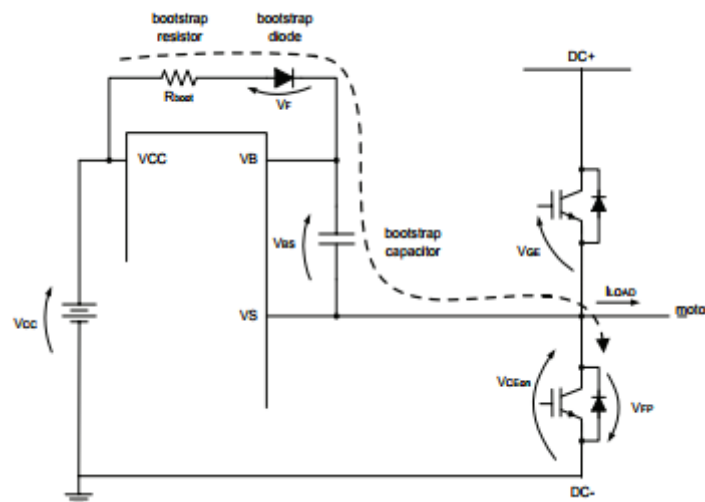 bootstrap
resistor
bootstrap
diode
DC+
Rboot
VF
VCC
VB
VGE
VBS
bootstrap
capacitor
ILOAD
VCC
VS
motor
VCEon
VFP
DC-